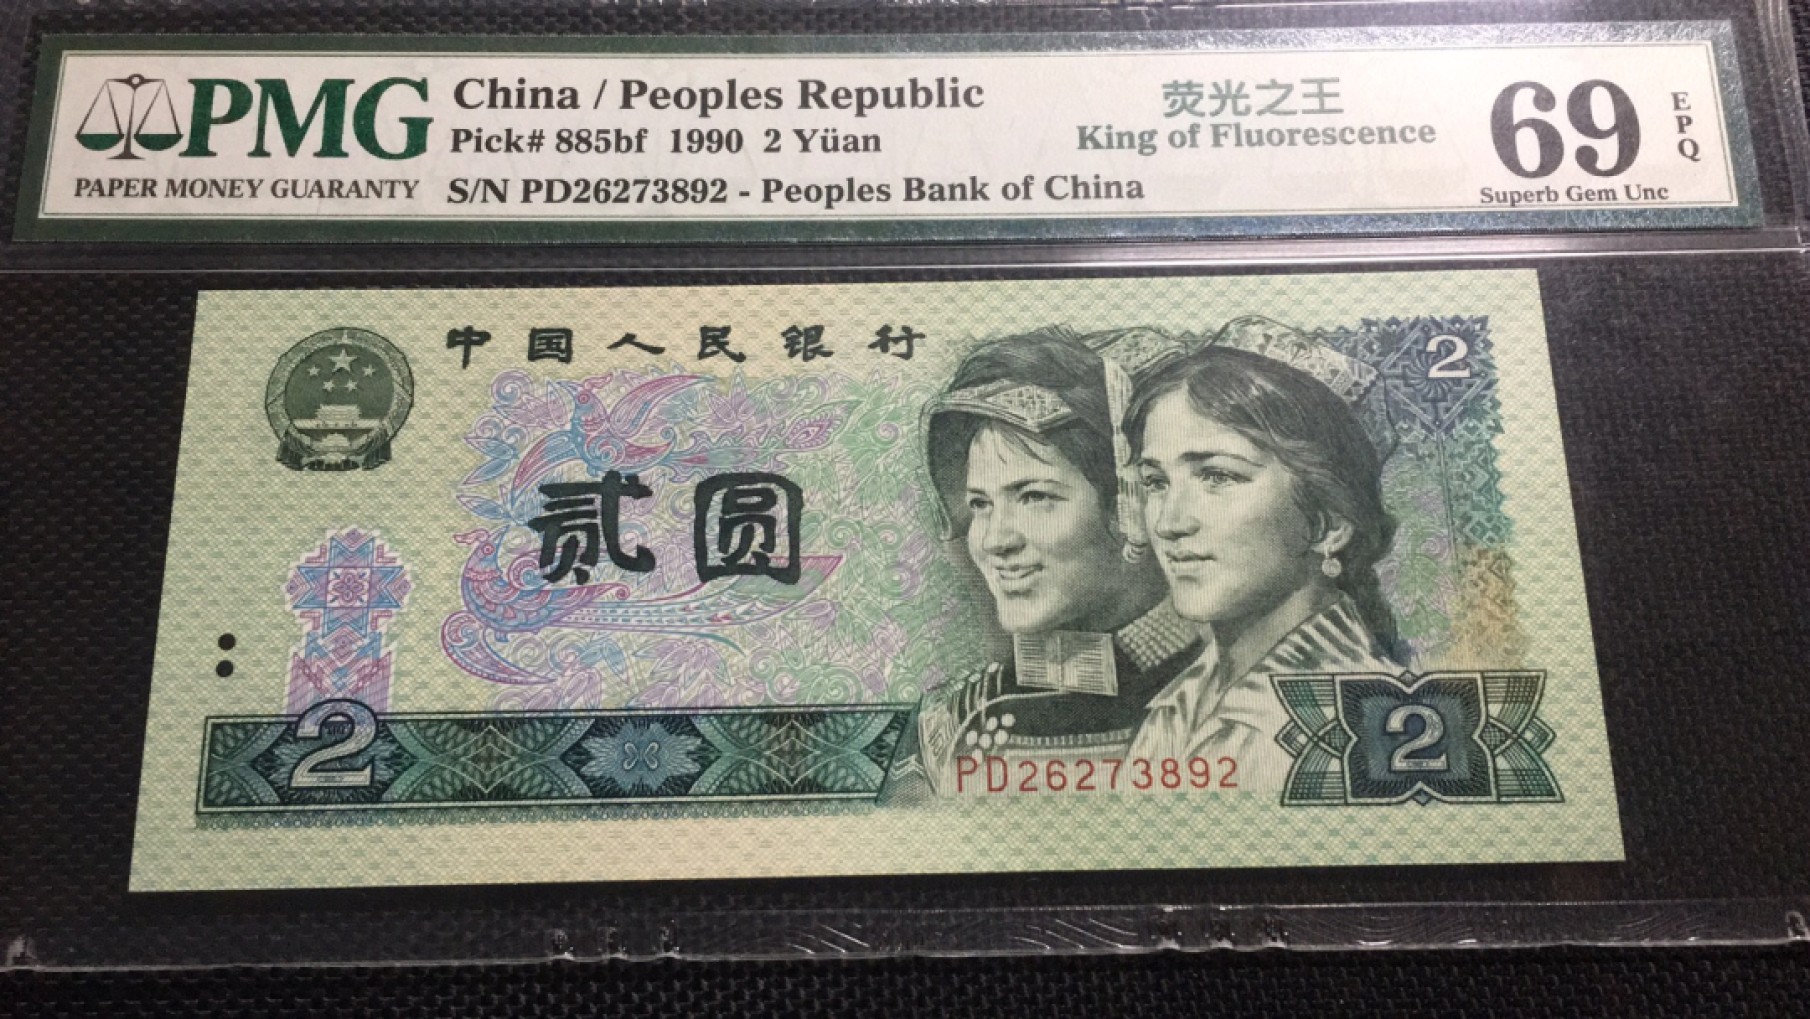 PMG
PAPER MONEY GUARANTY
China / Peoples Republic
Pick# 885bf 1990 2 Yüan
S/N PD26273892 - Peoples Bank of China
荧光之王
King of Fluorescence
69
EPQ
Superb Gem Unc
中国人民银行
2
贰圆
2
PD26273892
2